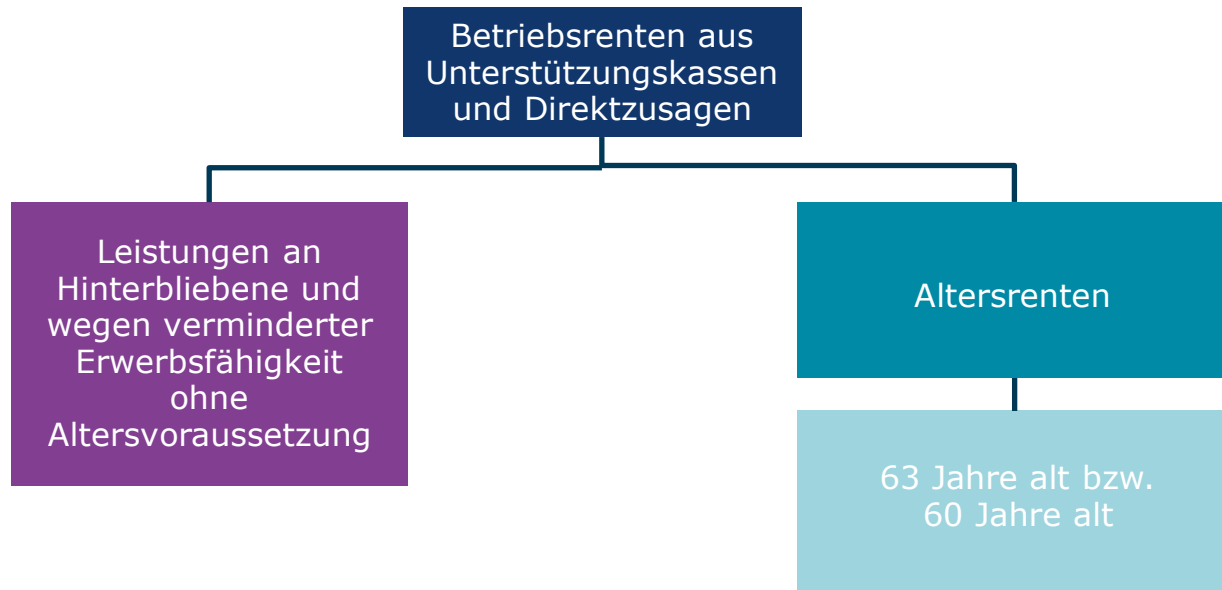 Betriebsrenten aus
Unterstützungskassen
und Direktzusagen
Leistungen an
Hinterbliebene und
wegen verminderter
Erwerbsfähigkeit
ohne
Altersvoraussetzung
Altersrenten
63 Jahre alt bzw.
60 Jahre alt